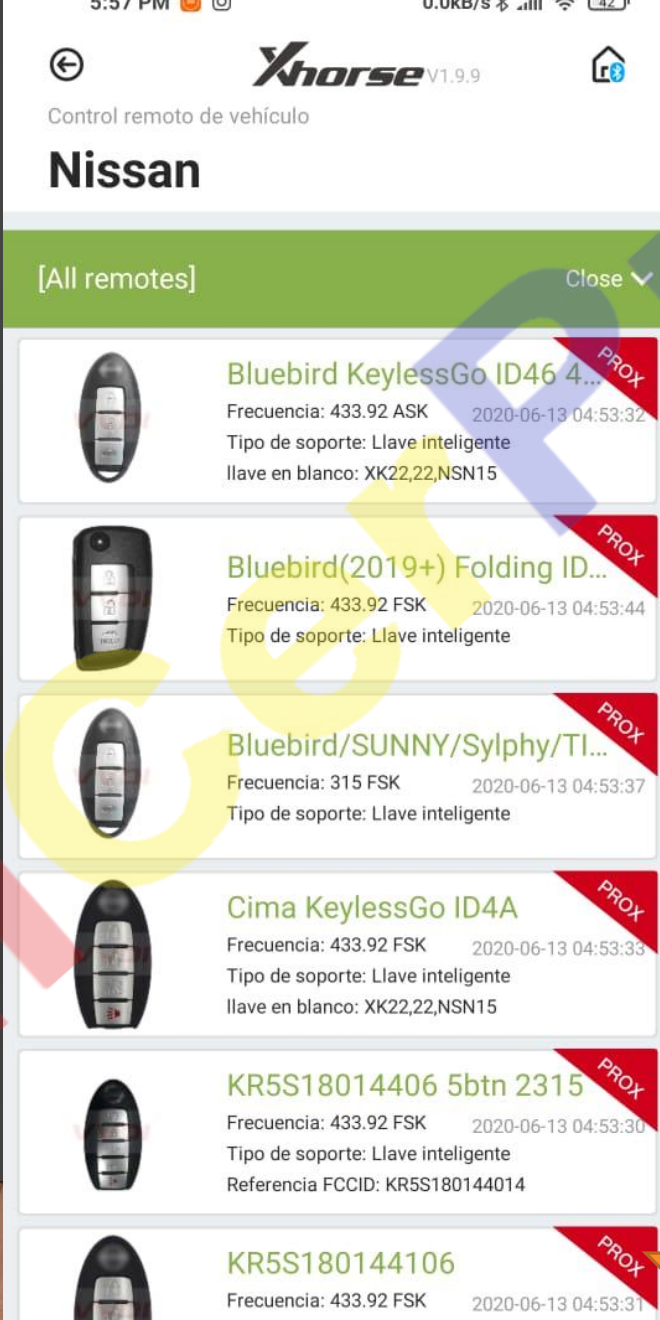 5:57 PM
0.0KB/s
42
Xhorse V1.9.9
Control remoto de vehículo
Nissan
[All remotes]
Close
Bluebird KeylessGo ID46 4...
PROX
Frecuencia: 433.92 ASK
2020-06-13 04:53:32
Tipo de soporte: Llave inteligente
llave en blanco: XK22,22,NSN15
Bluebird(2019+) Folding ID...
PROX
Frecuencia: 433.92 FSK
2020-06-13 04:53:44
Tipo de soporte: Llave inteligente
Bluebird/SUNNY/Sylphy/TI...
PROX
Frecuencia: 315 FSK
2020-06-13 04:53:37
Tipo de soporte: Llave inteligente
Cima KeylessGo ID4A
PROX
Frecuencia: 433.92 FSK
2020-06-13 04:53:33
Tipo de soporte: Llave inteligente
llave en blanco: XK22,22,NSN15
KR5S18014406 5btn 2315
PROX
Frecuencia: 433.92 FSK
2020-06-13 04:53:30
Tipo de soporte: Llave inteligente
Referencia FCCID: KR5S180144014
KR5S180144106
PROX
Frecuencia: 433.92 FSK
2020-06-13 04:53:31